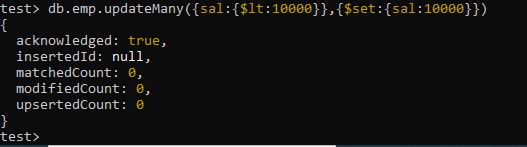 test> db.emp.updateMany({sal:{$lt:10000}},{$set:{sal:10000}})
{
  acknowledged: true,
  insertedId: null,
  matchedCount: 0,
  modifiedCount: 0,
  upsertedCount: 0
}
test>